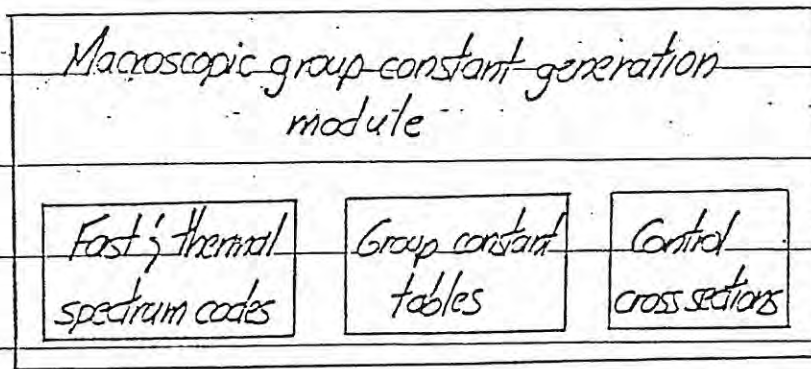 Macroscopic group constant generation
module
Fast & thermal
spectrum codes
Group constant
tables
Control
cross sections